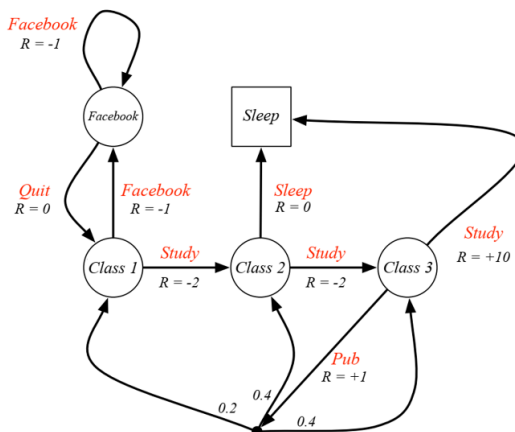 Facebook
R = -1
Facebook
Sleep
Quit
R = 0
Facebook
R = -1
Sleep
R = 0
Study
R = +10
Class 1
Study
R = -2
Class 2
Study
R = -2
Class 3
Pub
R = +1
0.2
0.4
0.4